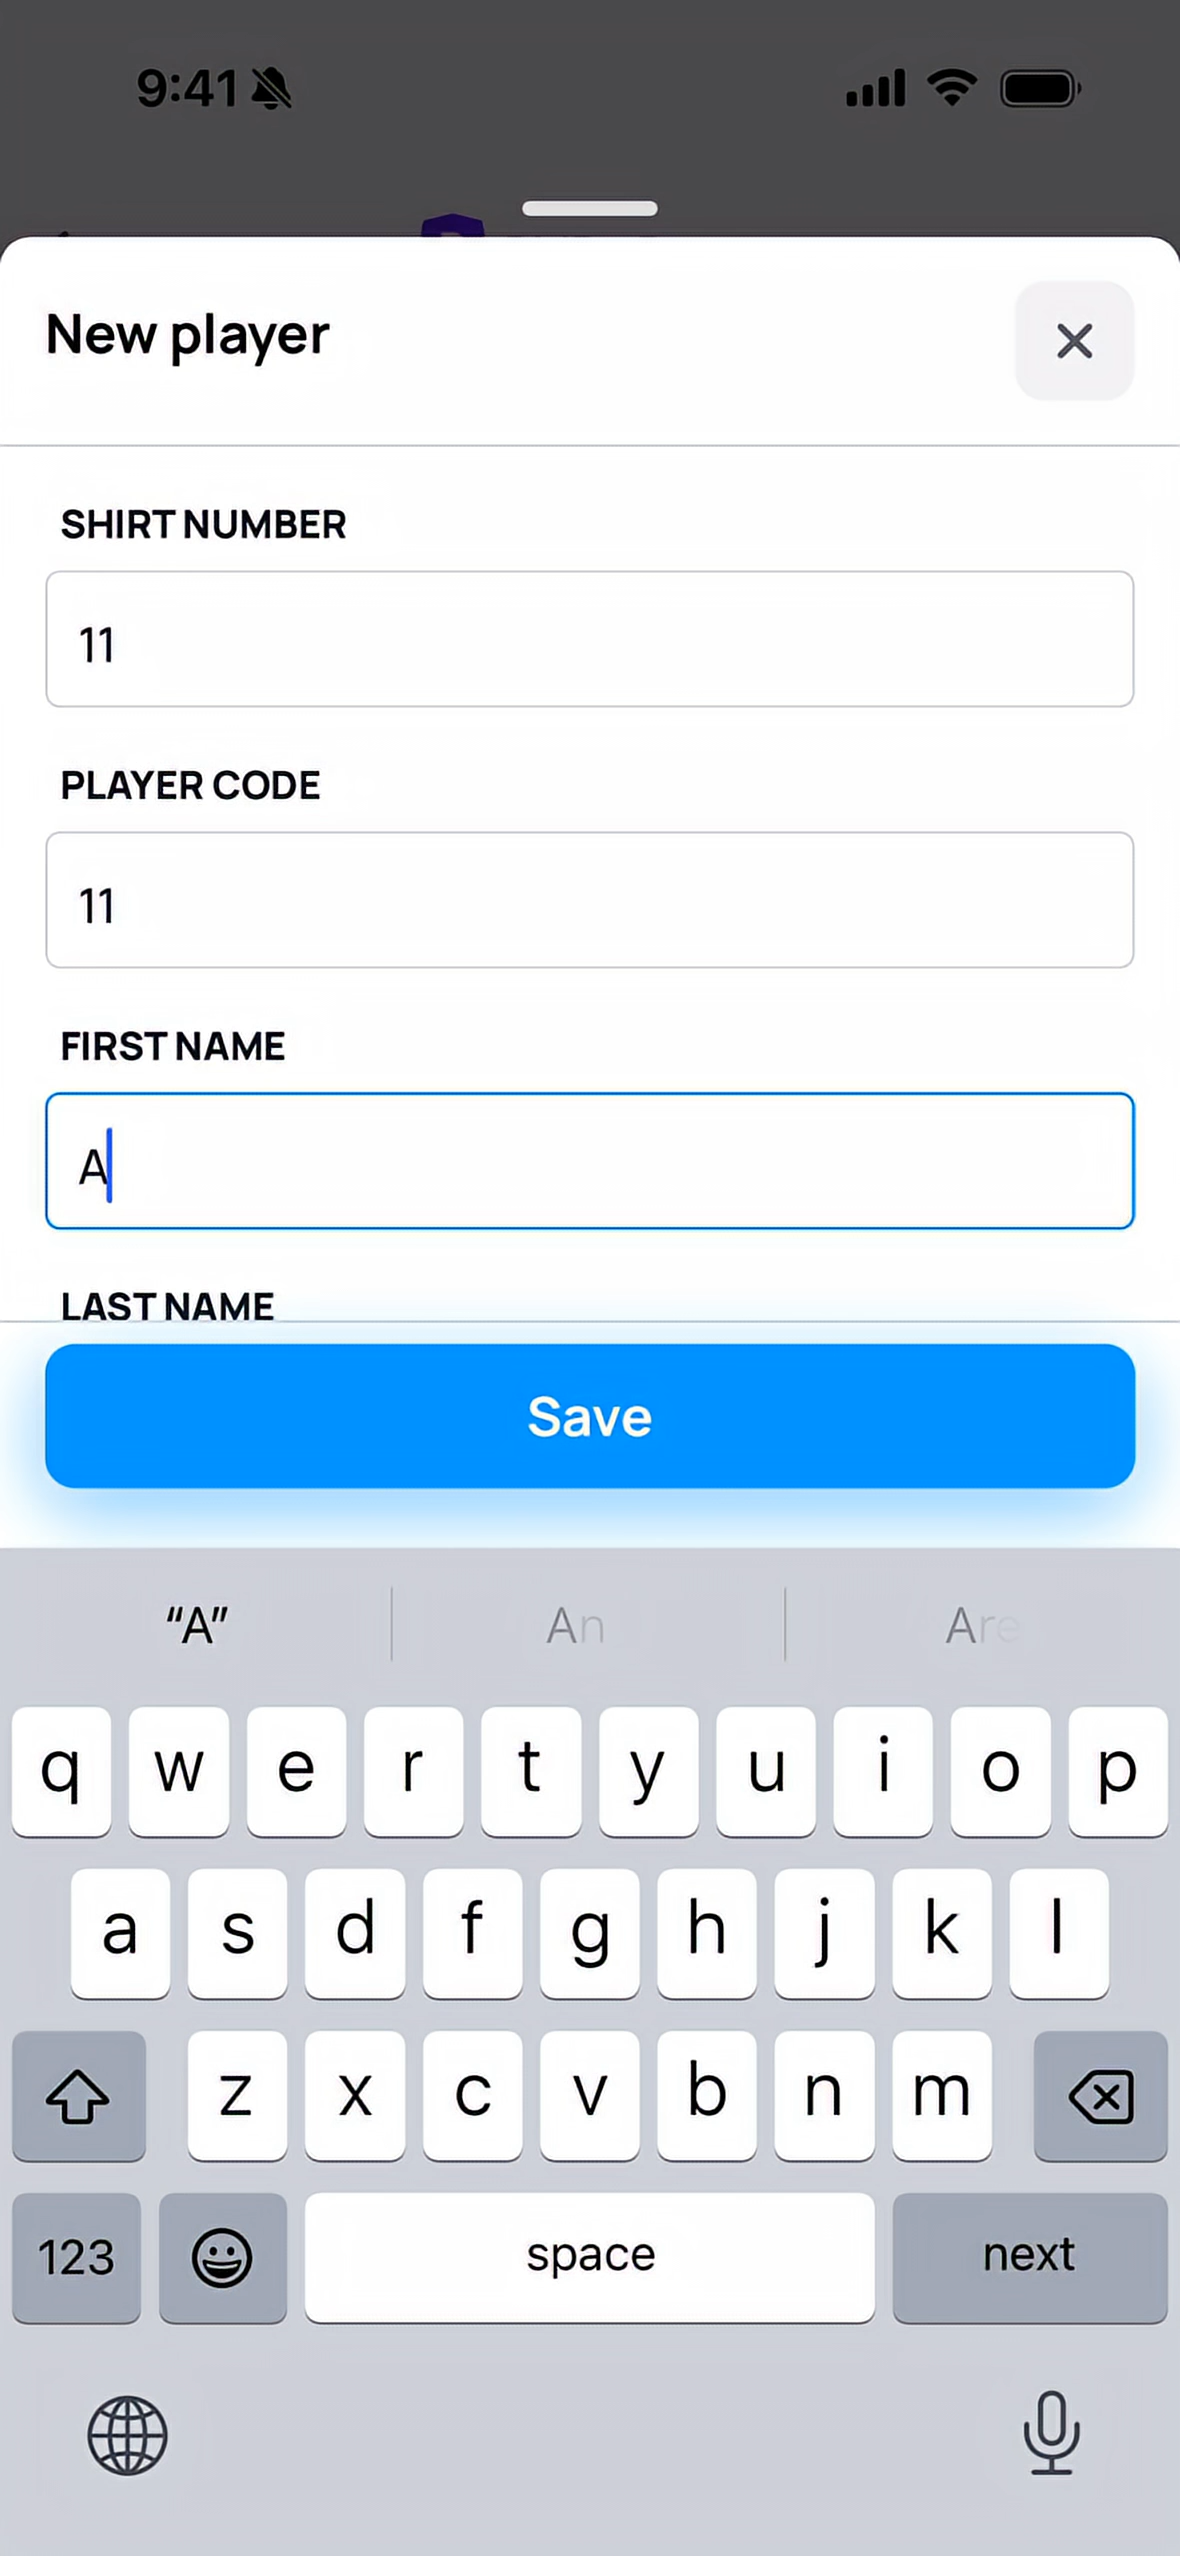 9:41
New player
SHIRT NUMBER
11
PLAYER CODE
11
FIRST NAME
A
LAST NAME
Save
“A” An Are
q w e r t y u i o p
a s d f g h j k l
z x c v b n m
123 space next